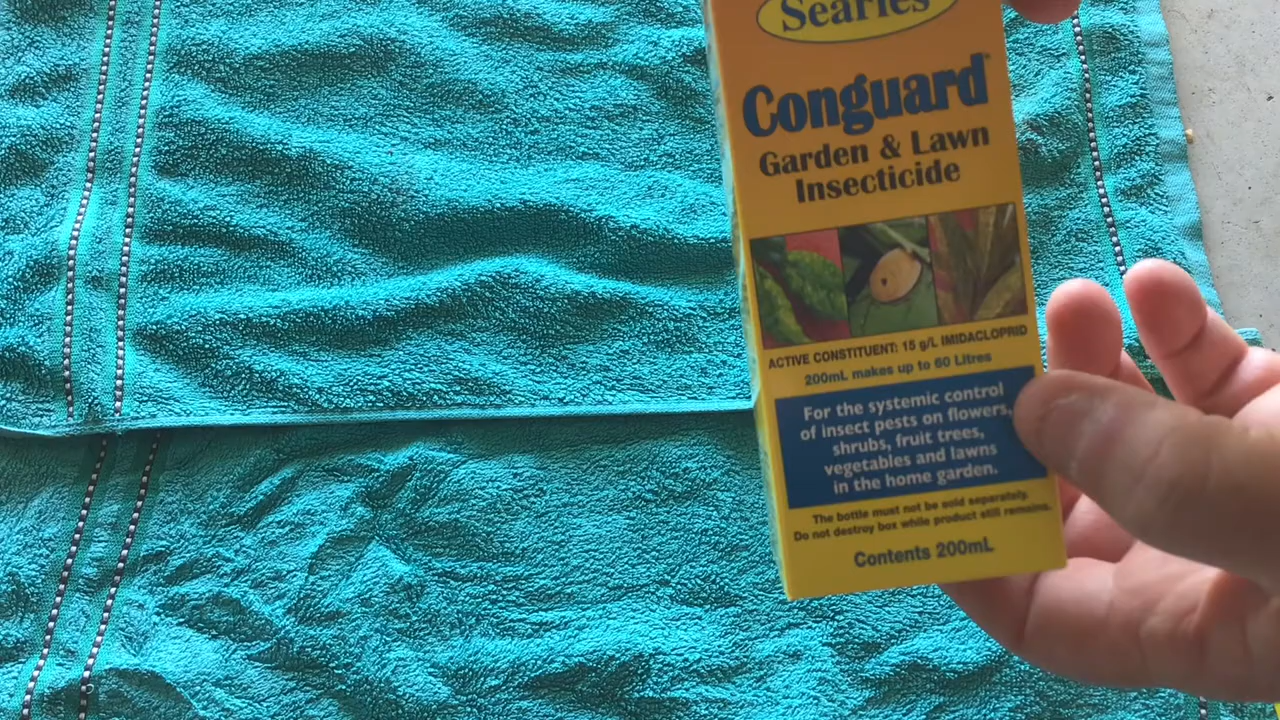 Searles
Conguard
Garden & Lawn
Insecticide
ACTIVE CONSTITUENT: 15 g/L IMIDACLOPRID
200mL makes up to 60 Litres
For the systemic control
of insect pests on flowers,
shrubs, fruit trees,
vegetables and lawns
in the home garden.
The bottle must not be sold separately.
Do not destroy box while product still remains.
Contents 200mL